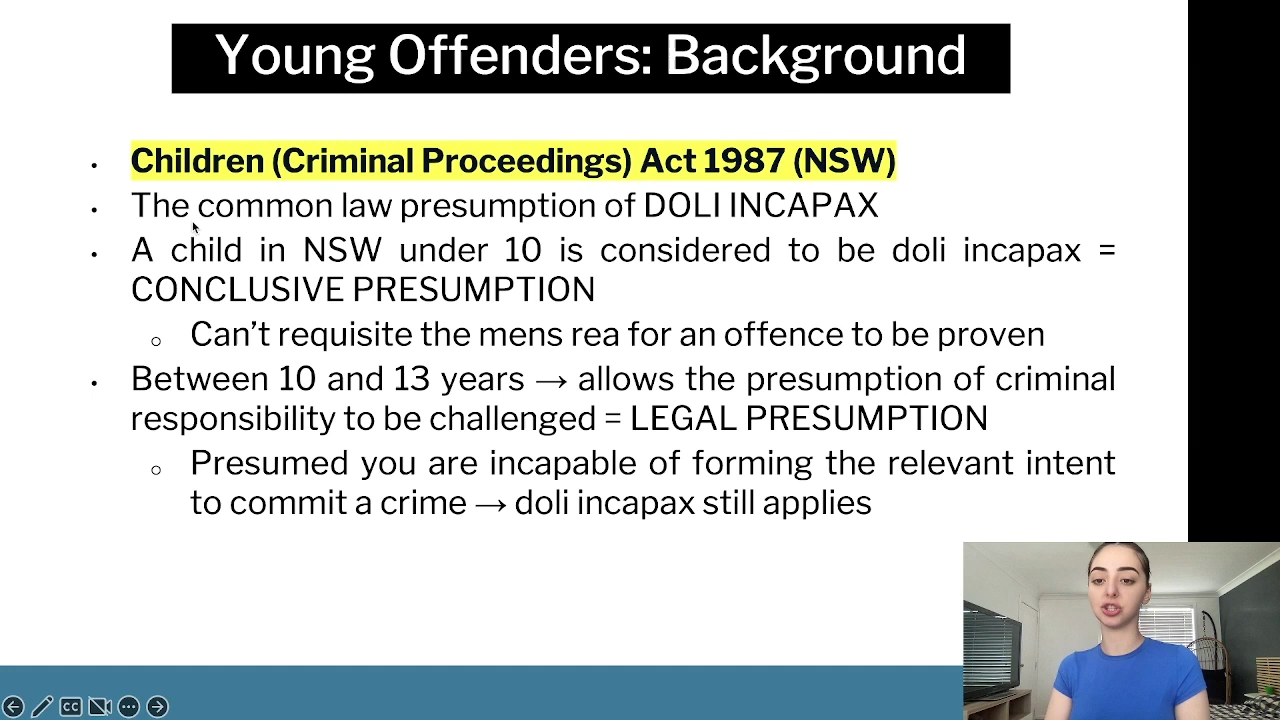 Young Offenders: Background
• Children (Criminal Proceedings) Act 1987 (NSW)
• The common law presumption of DOLI INCAPAX
• A child in NSW under 10 is considered to be doli incapax =
CONCLUSIVE PRESUMPTION
○ Can't requisite the mens rea for an offence to be proven
• Between 10 and 13 years → allows the presumption of criminal
responsibility to be challenged = LEGAL PRESUMPTION
○ Presumed you are incapable of forming the relevant intent
to commit a crime → doli incapax still applies
CC